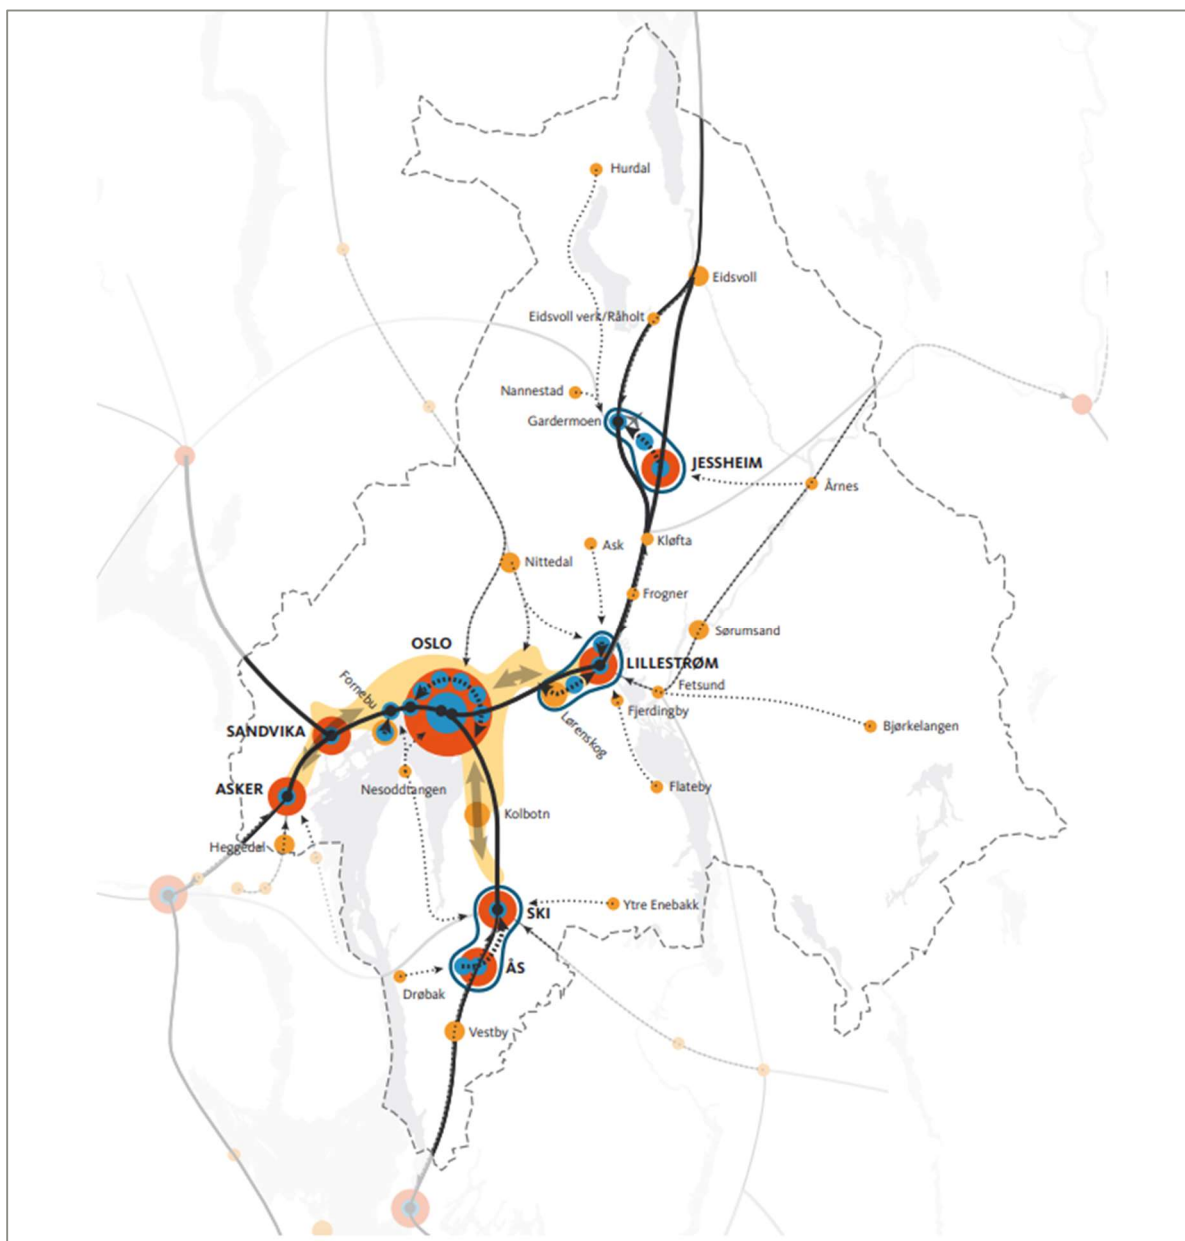 Hurdal
Eidsvoll
Eidsvoll verk/Råholt
Nannestad
Gardermoen
JESSHEIM
Årnes
Kløfta
Ask
Nittedal
Frogner
Sørumsand
OSLO
LILLESTRØM
Fornebu
Fetsund
Fjerdingby
Bjørkelangen
SANDVIKA
Lørenskog
ASKER
Nesoddtangen
Flateby
Kolbotn
Heggedal
Ytre Enebakk
SKI
ÅS
Drøbak
Vestby